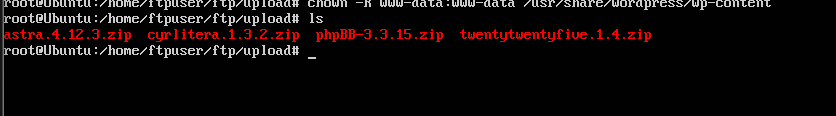 root@Ubuntu:/home/ftpuser/ftp/upload# chown -R www-data:www-data /usr/share/wordpress/wp-content
root@Ubuntu:/home/ftpuser/ftp/upload# ls
astra.4.12.3.zip cyrlitera.1.3.2.zip phpBB-3.3.15.zip twentytwentyfive.1.4.zip
root@Ubuntu:/home/ftpuser/ftp/upload# _